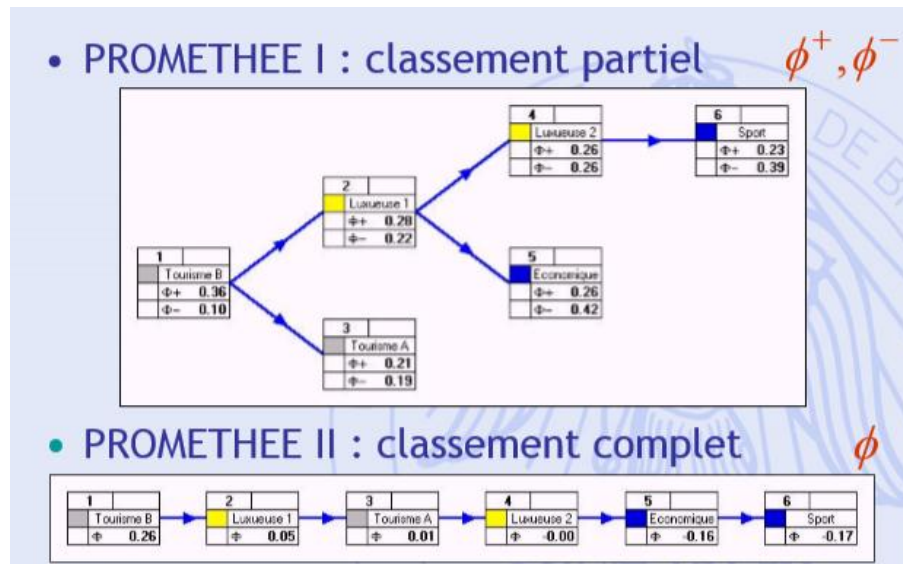 • PROMETHEE I : classement partiel ϕ⁺,ϕ⁻
4
Luxueuse 2
Φ+ 0.26
Φ− 0.26
6
Sport
Φ+ 0.23
Φ− 0.39
2
Luxueuse 1
Φ+ 0.28
Φ− 0.22
1
Tourisme B
Φ+ 0.36
Φ− 0.10
5
Economique
Φ+ 0.26
Φ− 0.42
3
Tourisme A
Φ+ 0.21
Φ− 0.19
• PROMETHEE II : classement complet ϕ
1 2 3 4 5 6
Tourisme B Luxueuse 1 Tourisme A Luxueuse 2 Economique Sport
Φ 0.26 Φ 0.05 Φ 0.01 Φ -0.00 Φ -0.16 Φ -0.17